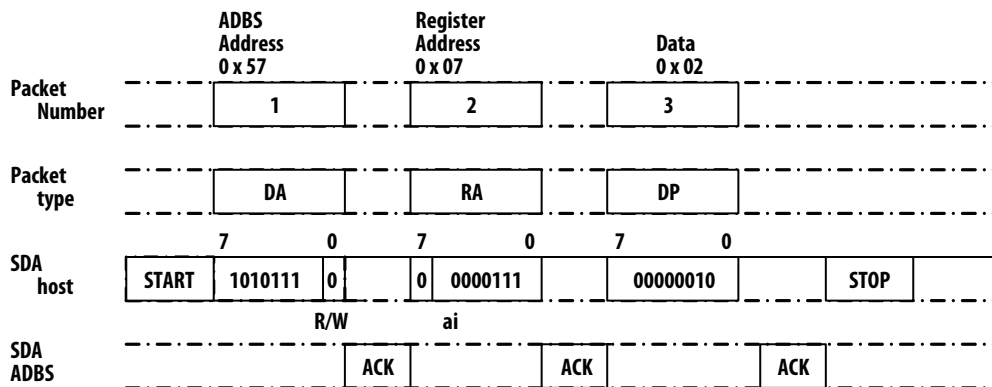 ADBS
Address
0 x 57
Register
Address
0 x 07
Data
0 x 02
Packet
Number
1
2
3
Packet
type
DA
RA
DP
7 0 7 0 7 0
SDA
host
START 1010111 0 0 0000111 00000010 STOP
R/W ai
SDA
ADBS
ACK ACK ACK